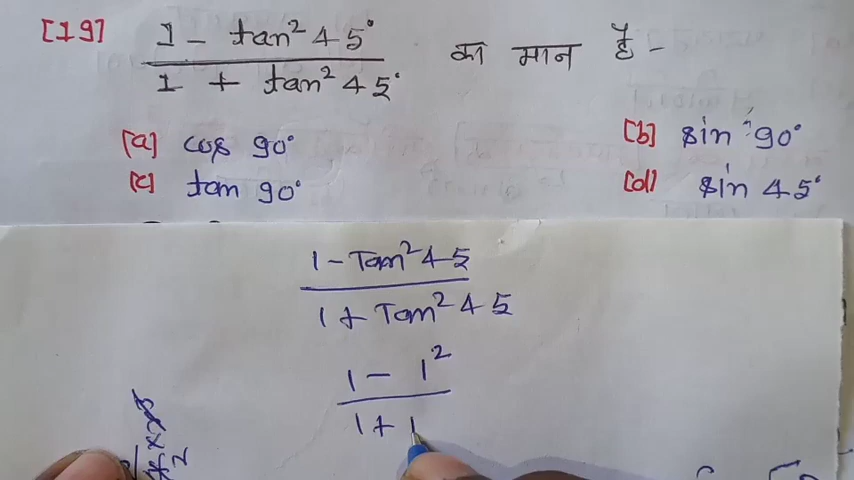 [19] 1 - tan² 45° का मान है -
1 + tan² 45°
[a] cos 90° [b] sin 90°
[c] tan 90° [d] sin 45°
1 - Tan² 45
1 + Tan² 45
1 - 1²
1 + 1